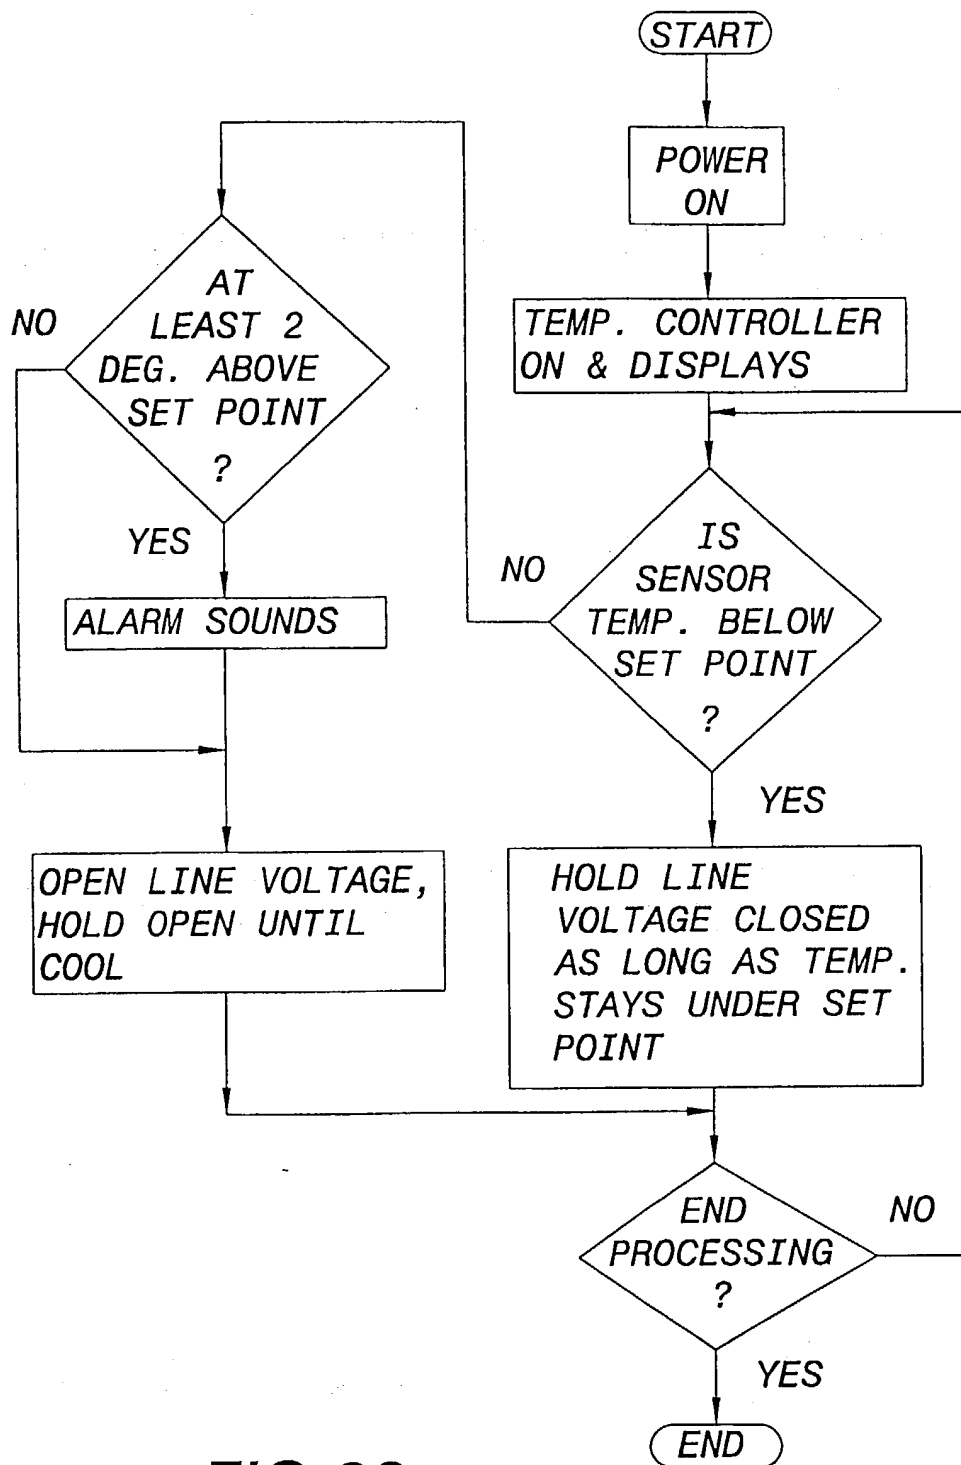 START
POWER
ON
TEMP. CONTROLLER
ON & DISPLAYS
IS
SENSOR
TEMP. BELOW
SET POINT
?
NO
YES
AT
LEAST 2
DEG. ABOVE
SET POINT
?
NO
YES
ALARM SOUNDS
OPEN LINE VOLTAGE,
HOLD OPEN UNTIL
COOL
HOLD LINE
VOLTAGE CLOSED
AS LONG AS TEMP.
STAYS UNDER SET
POINT
END
PROCESSING
?
NO
YES
END